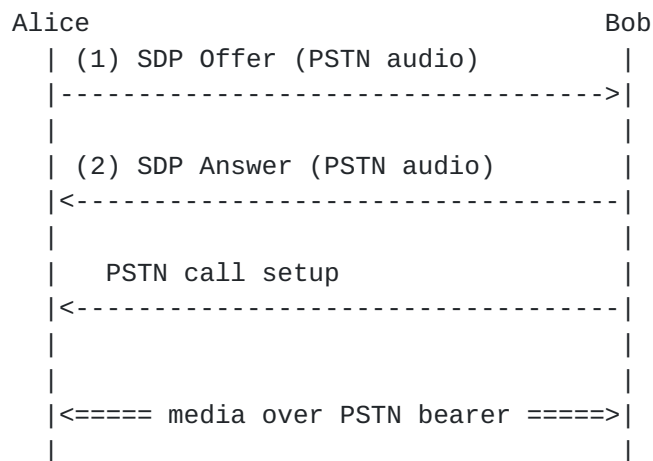 Alice                                 Bob
  | (1) SDP Offer (PSTN audio)         |
  |----------------------------------->|
  |                                    |
  | (2) SDP Answer (PSTN audio)        |
  |<-----------------------------------|
  |                                    |
  |   PSTN call setup                  |
  |<-----------------------------------|
  |                                    |
  |                                    |
  |<===== media over PSTN bearer =====>|
  |                                    |